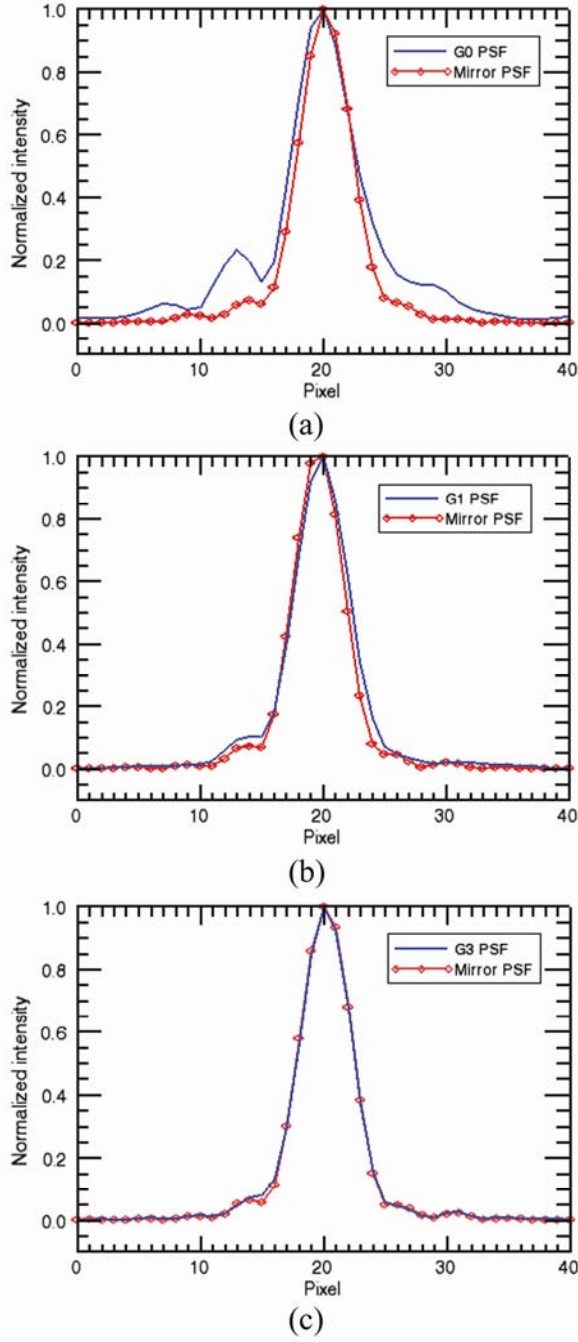 1.0
0.8
0.6
0.4
0.2
0.0
Normalized intensity
G0 PSF
Mirror PSF
0 10 20 30 40
Pixel
(a)
1.0
0.8
0.6
0.4
0.2
0.0
Normalized intensity
G1 PSF
Mirror PSF
0 10 20 30 40
Pixel
(b)
1.0
0.8
0.6
0.4
0.2
0.0
Normalized intensity
G3 PSF
Mirror PSF
0 10 20 30 40
Pixel
(c)